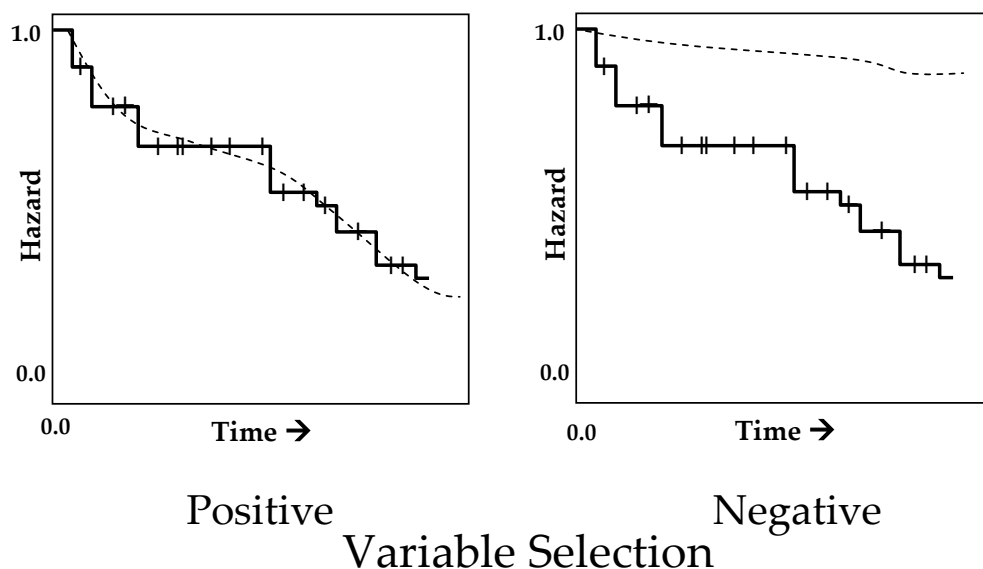 1.0
Hazard
0.0
0.0
Time →
Positive
1.0
Hazard
0.0
0.0
Time →
Negative
Variable Selection